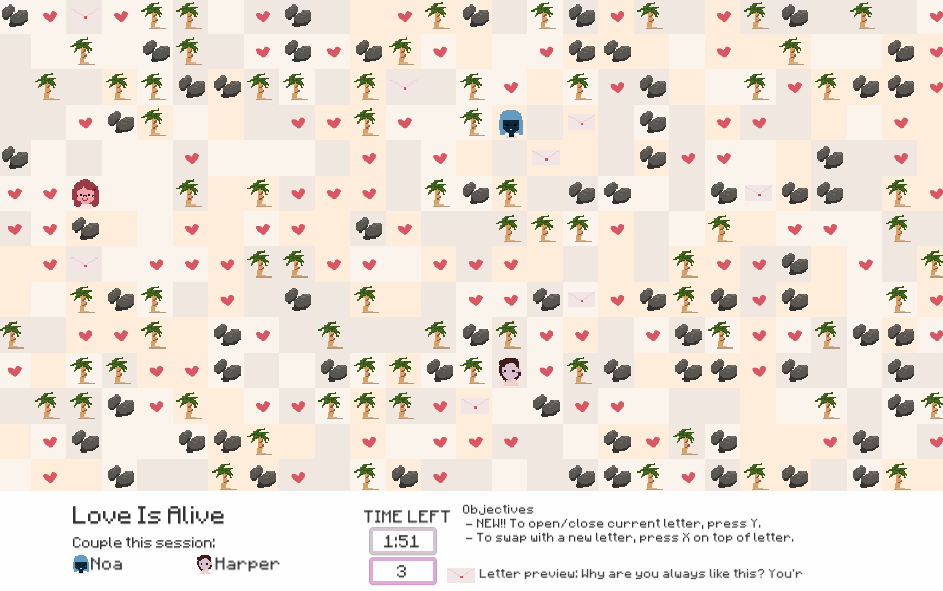 Love Is Alive
Couple this session:
Noa
Harper
TIME LEFT
1:51
3
Objectives
- NEW!! To open/close current letter, press Y.
- To swap with a new letter, press X on top of letter.
Letter preview: Why are you always like this? You'r